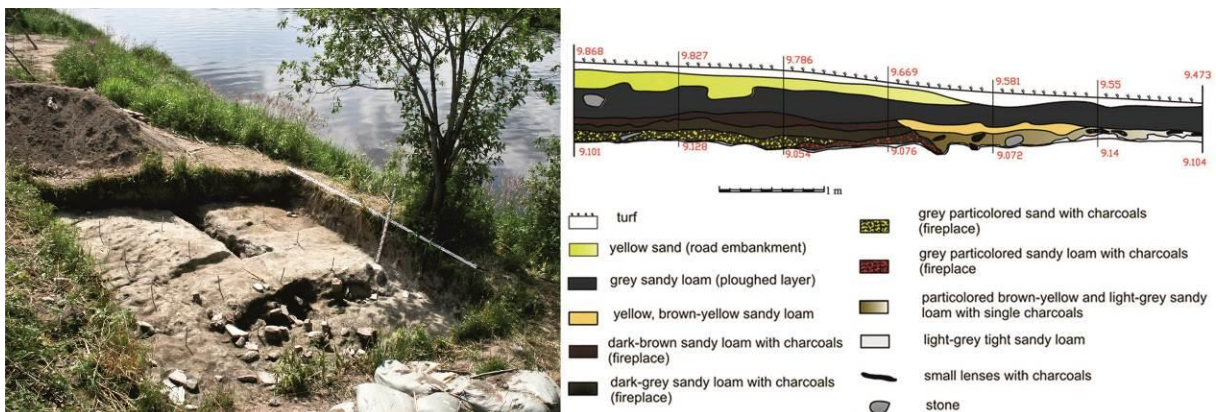 9.868
9.827
9.786
9.669
9.581
9.55
9.473
9.101
9.128
9.054
9.076
9.072
9.14
9.104
1 m
turf
yellow sand (road embankment)
grey sandy loam (ploughed layer)
yellow, brown-yellow sandy loam
dark-brown sandy loam with charcoals
(fireplace)
dark-grey sandy loam with charcoals
(fireplace)
grey particolored sand with charcoals
(fireplace)
grey particolored sandy loam with charcoals
(fireplace
particolored brown-yellow and light-grey sandy
loam with single charcoals
light-grey tight sandy loam
small lenses with charcoals
stone